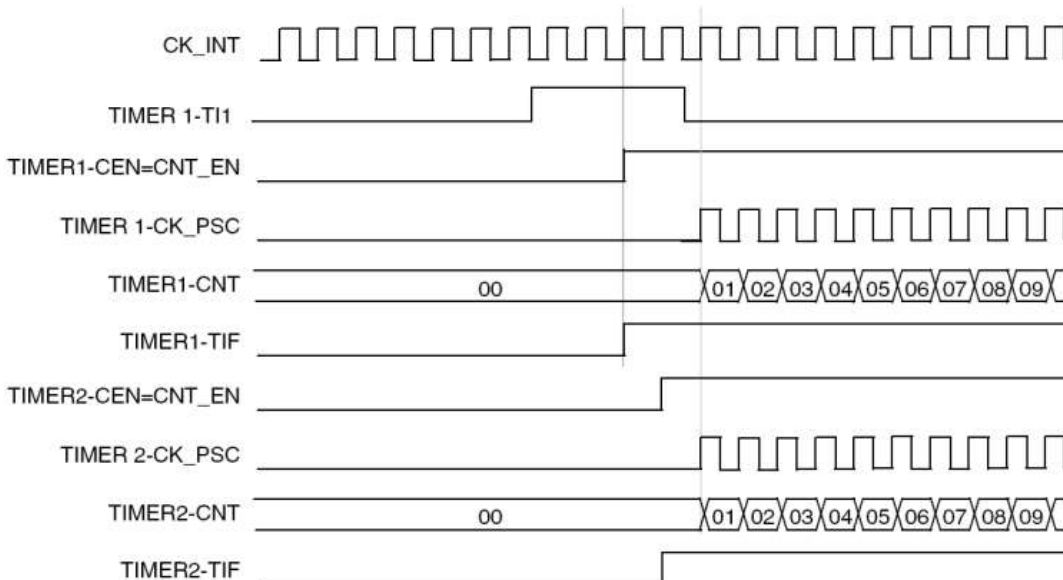 CK_INT
TIMER 1-TI1
TIMER1-CEN=CNT_EN
TIMER 1-CK_PSC
TIMER1-CNT 00 01 02 03 04 05 06 07 08 09
TIMER1-TIF
TIMER2-CEN=CNT_EN
TIMER 2-CK_PSC
TIMER2-CNT 00 01 02 03 04 05 06 07 08 09
TIMER2-TIF